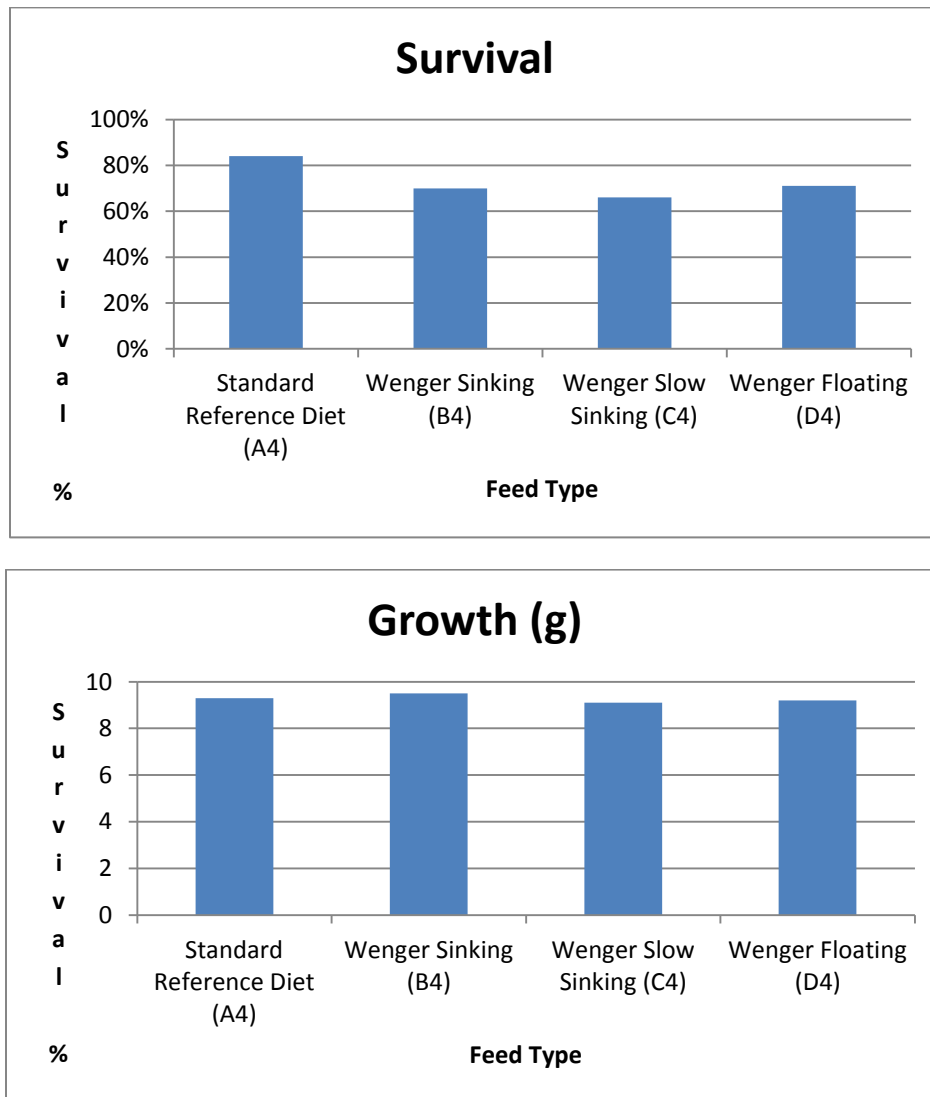 Survival
S
u
r
v
i
v
a
l
%
100%
80%
60%
40%
20%
0%
Standard
Reference Diet
(A4)
Wenger Sinking
(B4)
Wenger Slow
Sinking (C4)
Wenger Floating
(D4)
Feed Type
Growth (g)
S
u
r
v
i
v
a
l
%
10
8
6
4
2
0
Standard
Reference Diet
(A4)
Wenger Sinking
(B4)
Wenger Slow
Sinking (C4)
Wenger Floating
(D4)
Feed Type